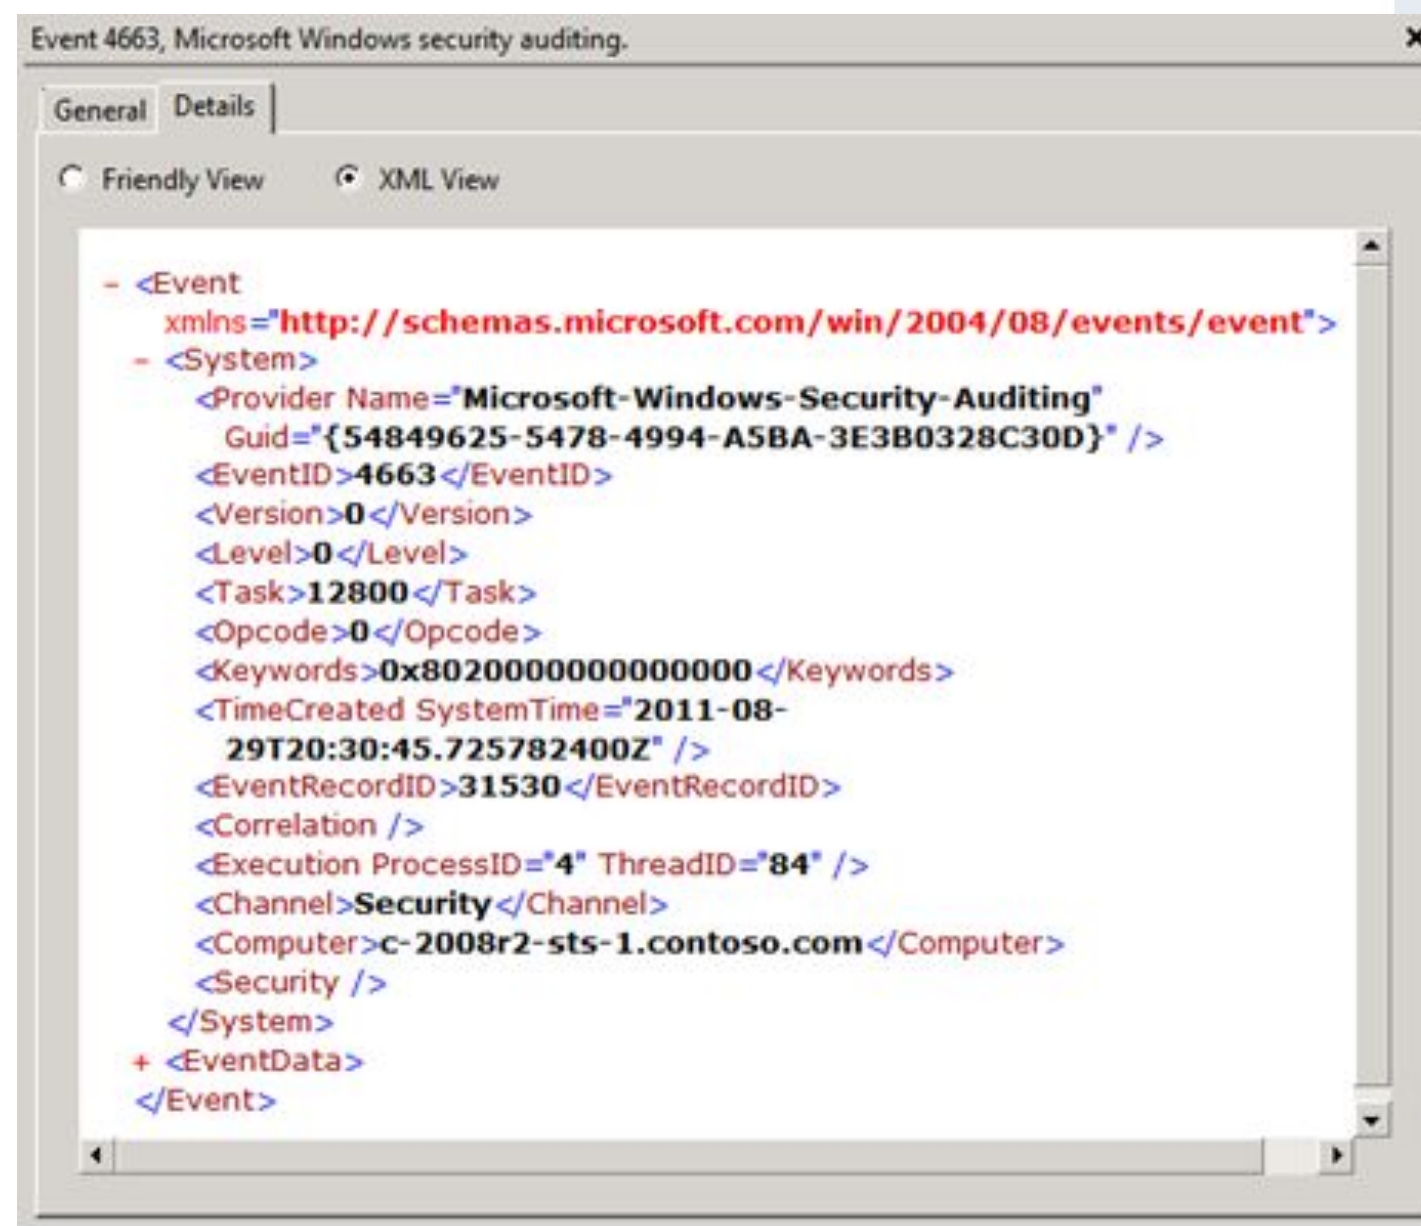 Event 4663, Microsoft Windows security auditing.
General Details
Friendly View XML View
- <Event
xmlns="http://schemas.microsoft.com/win/2004/08/events/event">
- <System>
<Provider Name="Microsoft-Windows-Security-Auditing"
Guid="{54849625-5478-4994-A5BA-3E3B0328C30D}" />
<EventID>4663</EventID>
<Version>0</Version>
<Level>0</Level>
<Task>12800</Task>
<Opcode>0</Opcode>
<Keywords>0x8020000000000000</Keywords>
<TimeCreated SystemTime="2011-08-
29T20:30:45.725782400Z" />
<EventRecordID>31530</EventRecordID>
<Correlation />
<Execution ProcessID="4" ThreadID="84" />
<Channel>Security</Channel>
<Computer>c-2008r2-sts-1.contoso.com</Computer>
<Security />
</System>
+ <EventData>
</Event>